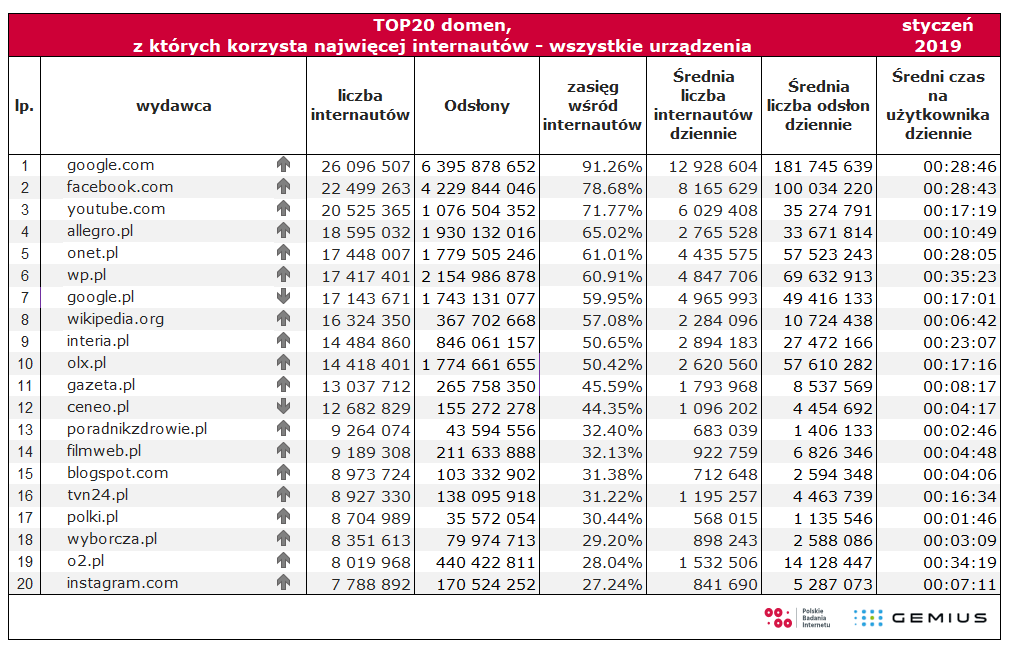 TOP20 domen,
z których korzysta najwięcej internautów - wszystkie urządzenia
styczeń
2019
lp.
wydawca
liczba
internautów
Odsłony
zasięg
wśród
internautów
Średnia
liczba
internautów
dziennie
Średnia
liczba odsłon
dziennie
Średni czas
na
użytkownika
dziennie
1 google.com 26 096 507 6 395 878 652 91.26% 12 928 604 181 745 639 00:28:46
2 facebook.com 22 499 263 4 229 844 046 78.68% 8 165 629 100 034 220 00:28:43
3 youtube.com 20 525 365 1 076 504 352 71.77% 6 029 408 35 274 791 00:17:19
4 allegro.pl 18 595 032 1 930 132 016 65.02% 2 765 528 33 671 814 00:10:49
5 onet.pl 17 448 007 1 779 505 246 61.01% 4 435 575 57 523 243 00:28:05
6 wp.pl 17 417 401 2 154 986 878 60.91% 4 847 706 69 632 913 00:35:23
7 google.pl 17 143 671 1 743 131 077 59.95% 4 965 993 49 416 133 00:17:01
8 wikipedia.org 16 324 350 367 702 668 57.08% 2 284 096 10 724 438 00:06:42
9 interia.pl 14 484 860 846 061 157 50.65% 2 894 183 27 472 166 00:23:07
10 olx.pl 14 418 401 1 774 661 655 50.42% 2 620 560 57 610 282 00:17:16
11 gazeta.pl 13 037 712 265 758 350 45.59% 1 793 968 8 537 569 00:08:17
12 ceneo.pl 12 682 829 155 272 278 44.35% 1 096 202 4 454 692 00:04:17
13 poradnikzdrowie.pl 9 264 074 43 594 556 32.40% 683 039 1 406 133 00:02:46
14 filmweb.pl 9 189 308 211 633 888 32.13% 922 759 6 826 346 00:04:48
15 blogspot.com 8 973 724 103 332 902 31.38% 712 648 2 594 348 00:04:06
16 tvn24.pl 8 927 330 138 095 918 31.22% 1 195 257 4 463 739 00:16:34
17 polki.pl 8 704 989 35 572 054 30.44% 568 015 1 135 546 00:01:46
18 wyborcza.pl 8 351 613 79 974 713 29.20% 898 243 2 588 086 00:03:09
19 o2.pl 8 019 968 440 422 811 28.04% 1 532 506 14 128 447 00:34:19
20 instagram.com 7 788 892 170 524 252 27.24% 841 690 5 287 073 00:07:11
Polskie
Badania
Internetu
GEMIUS